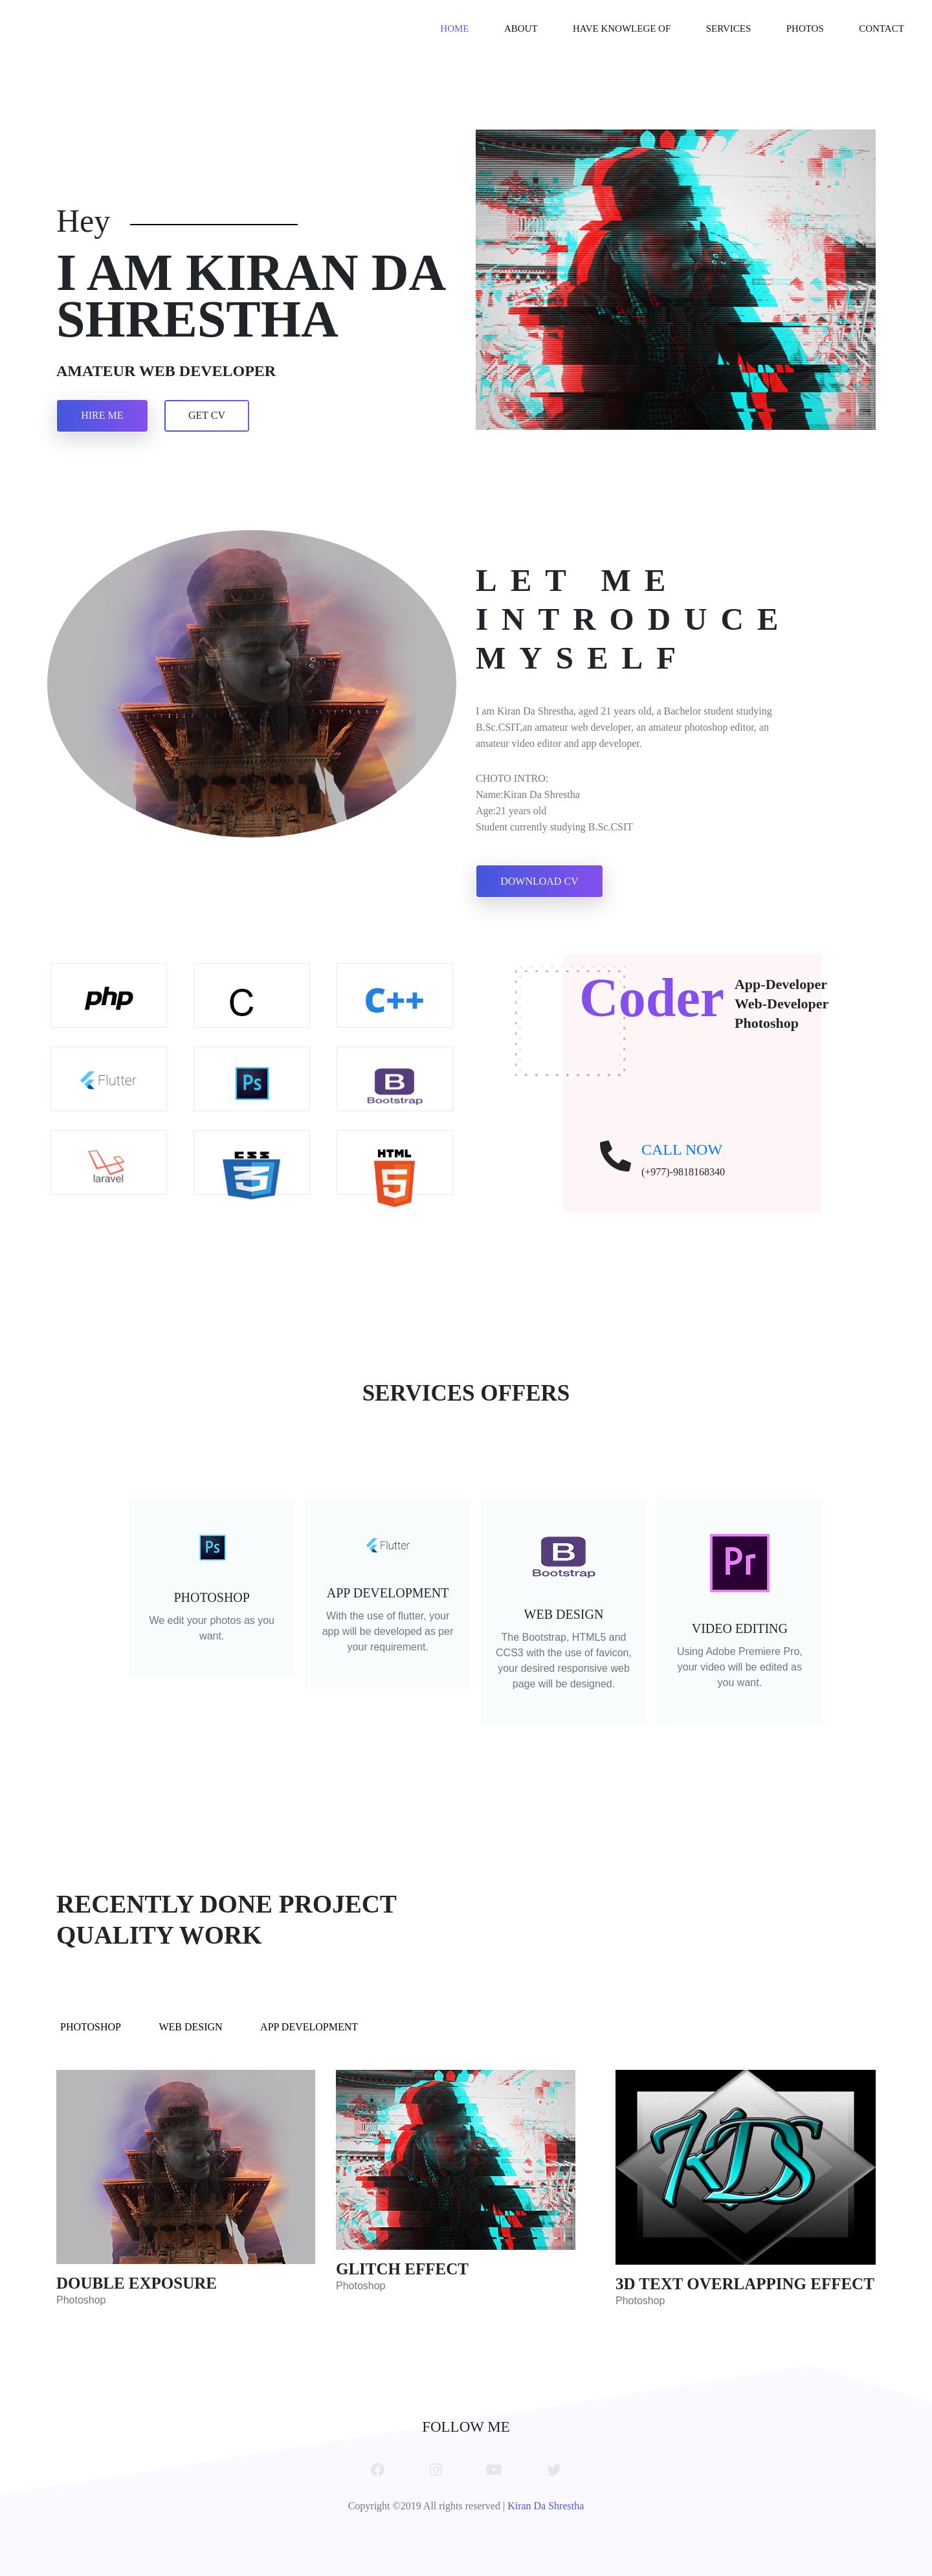 HOME ABOUT HAVE KNOWLEGE OF SERVICES PHOTOS CONTACT
Hey
I AM KIRAN DA
SHRESTHA
AMATEUR WEB DEVELOPER
HIRE ME GET CV
LET ME
INTRODUCE
MYSELF
I am Kiran Da Shrestha, aged 21 years old, a Bachelor student studying
B.Sc.CSIT,an amateur web developer, an amateur photoshop editor, an
amateur video editor and app developer.
CHOTO INTRO:
Name:Kiran Da Shrestha
Age:21 years old
Student currently studying B.Sc.CSIT
DOWNLOAD CV
php C C++
Flutter Ps B Bootstrap
laravel CSS 3 HTML 5
Coder
App-Developer
Web-Developer
Photoshop
CALL NOW
(+977)-9818168340
SERVICES OFFERS
Ps
PHOTOSHOP
We edit your photos as you
want.
Flutter
APP DEVELOPMENT
With the use of flutter, your
app will be developed as per
your requirement.
B
Bootstrap
WEB DESIGN
The Bootstrap, HTML5 and
CCS3 with the use of favicon,
your desired responsive web
page will be designed.
Pr
VIDEO EDITING
Using Adobe Premiere Pro,
your video will be edited as
you want.
RECENTLY DONE PROJECT
QUALITY WORK
PHOTOSHOP WEB DESIGN APP DEVELOPMENT
DOUBLE EXPOSURE
Photoshop
GLITCH EFFECT
Photoshop
KDS
3D TEXT OVERLAPPING EFFECT
Photoshop
FOLLOW ME
Copyright ©2019 All rights reserved | Kiran Da Shrestha